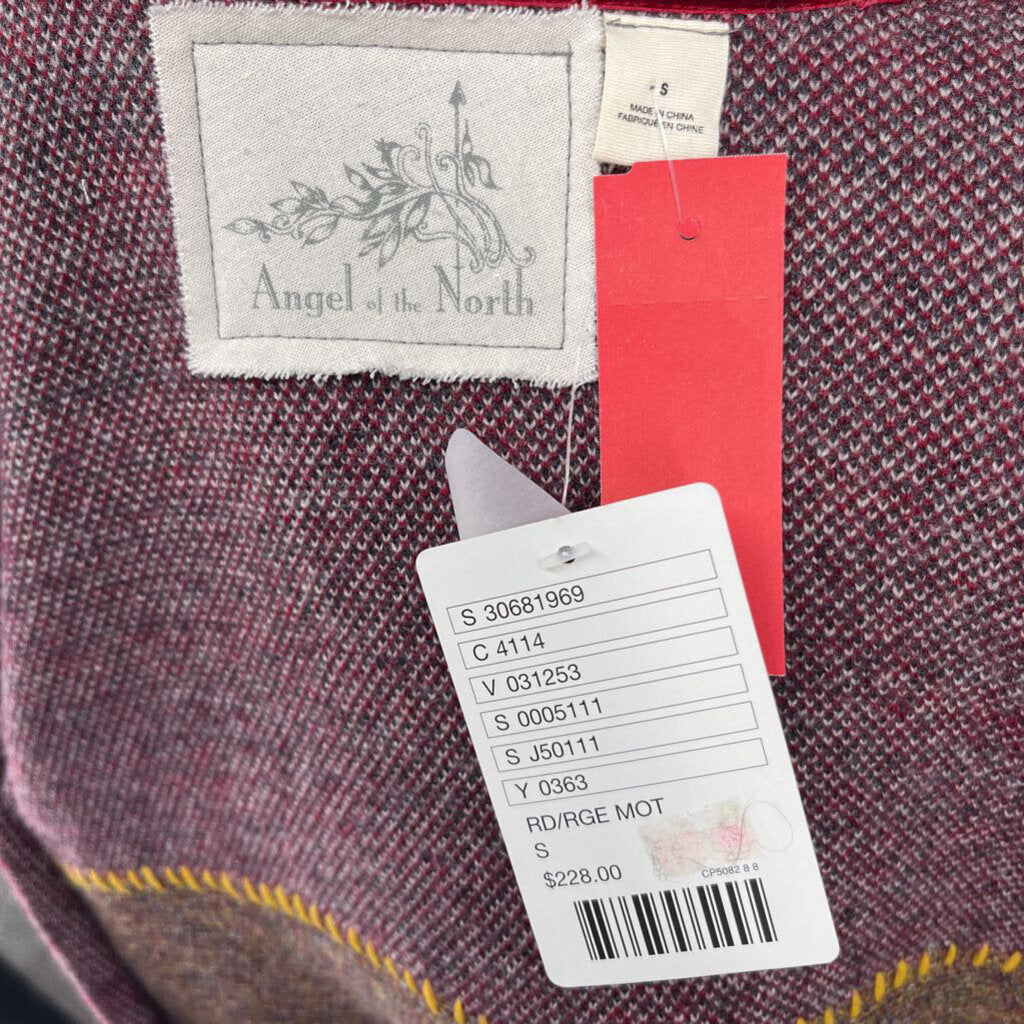 Angel of the North
S
MADE IN CHINA
FABRIQUÉ EN CHINE
S 30681969
C 4114
V 031253
S 0005111
S J50111
Y 0363
RD/RGE MOT
S
$228.00
CP5082 8 8